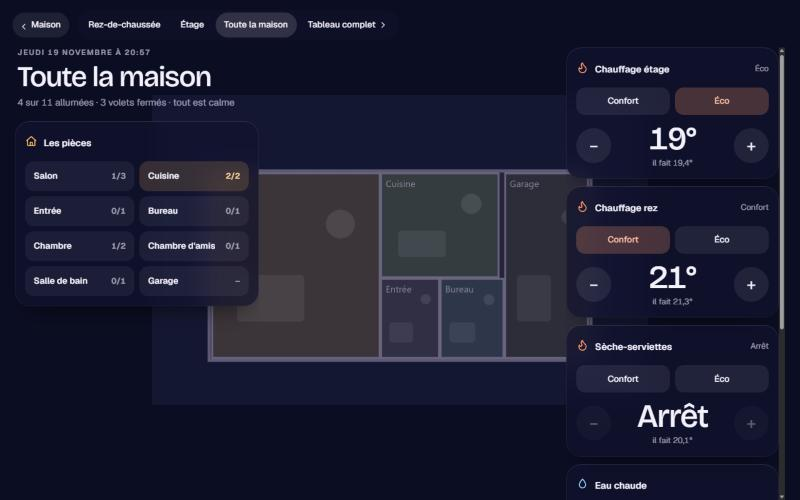 Maison
Rez-de-chaussée
Étage
Toute la maison
Tableau complet
JEUDI 19 NOVEMBRE À 20:57
Toute la maison
4 sur 11 allumées · 3 volets fermés · tout est calme
Les pièces
Salon 1/3
Cuisine 2/2
Entrée 0/1
Bureau 0/1
Chambre 1/2
Chambre d'amis 0/1
Salle de bain 0/1
Garage –
Cuisine
Garage
Entrée
Bureau
Chauffage étage Éco
Confort Éco
− 19° +
il fait 19,4°
Chauffage rez Confort
Confort Éco
− 21° +
il fait 21,3°
Sèche-serviettes Arrêt
Confort Éco
− Arrêt +
il fait 20,1°
Eau chaude